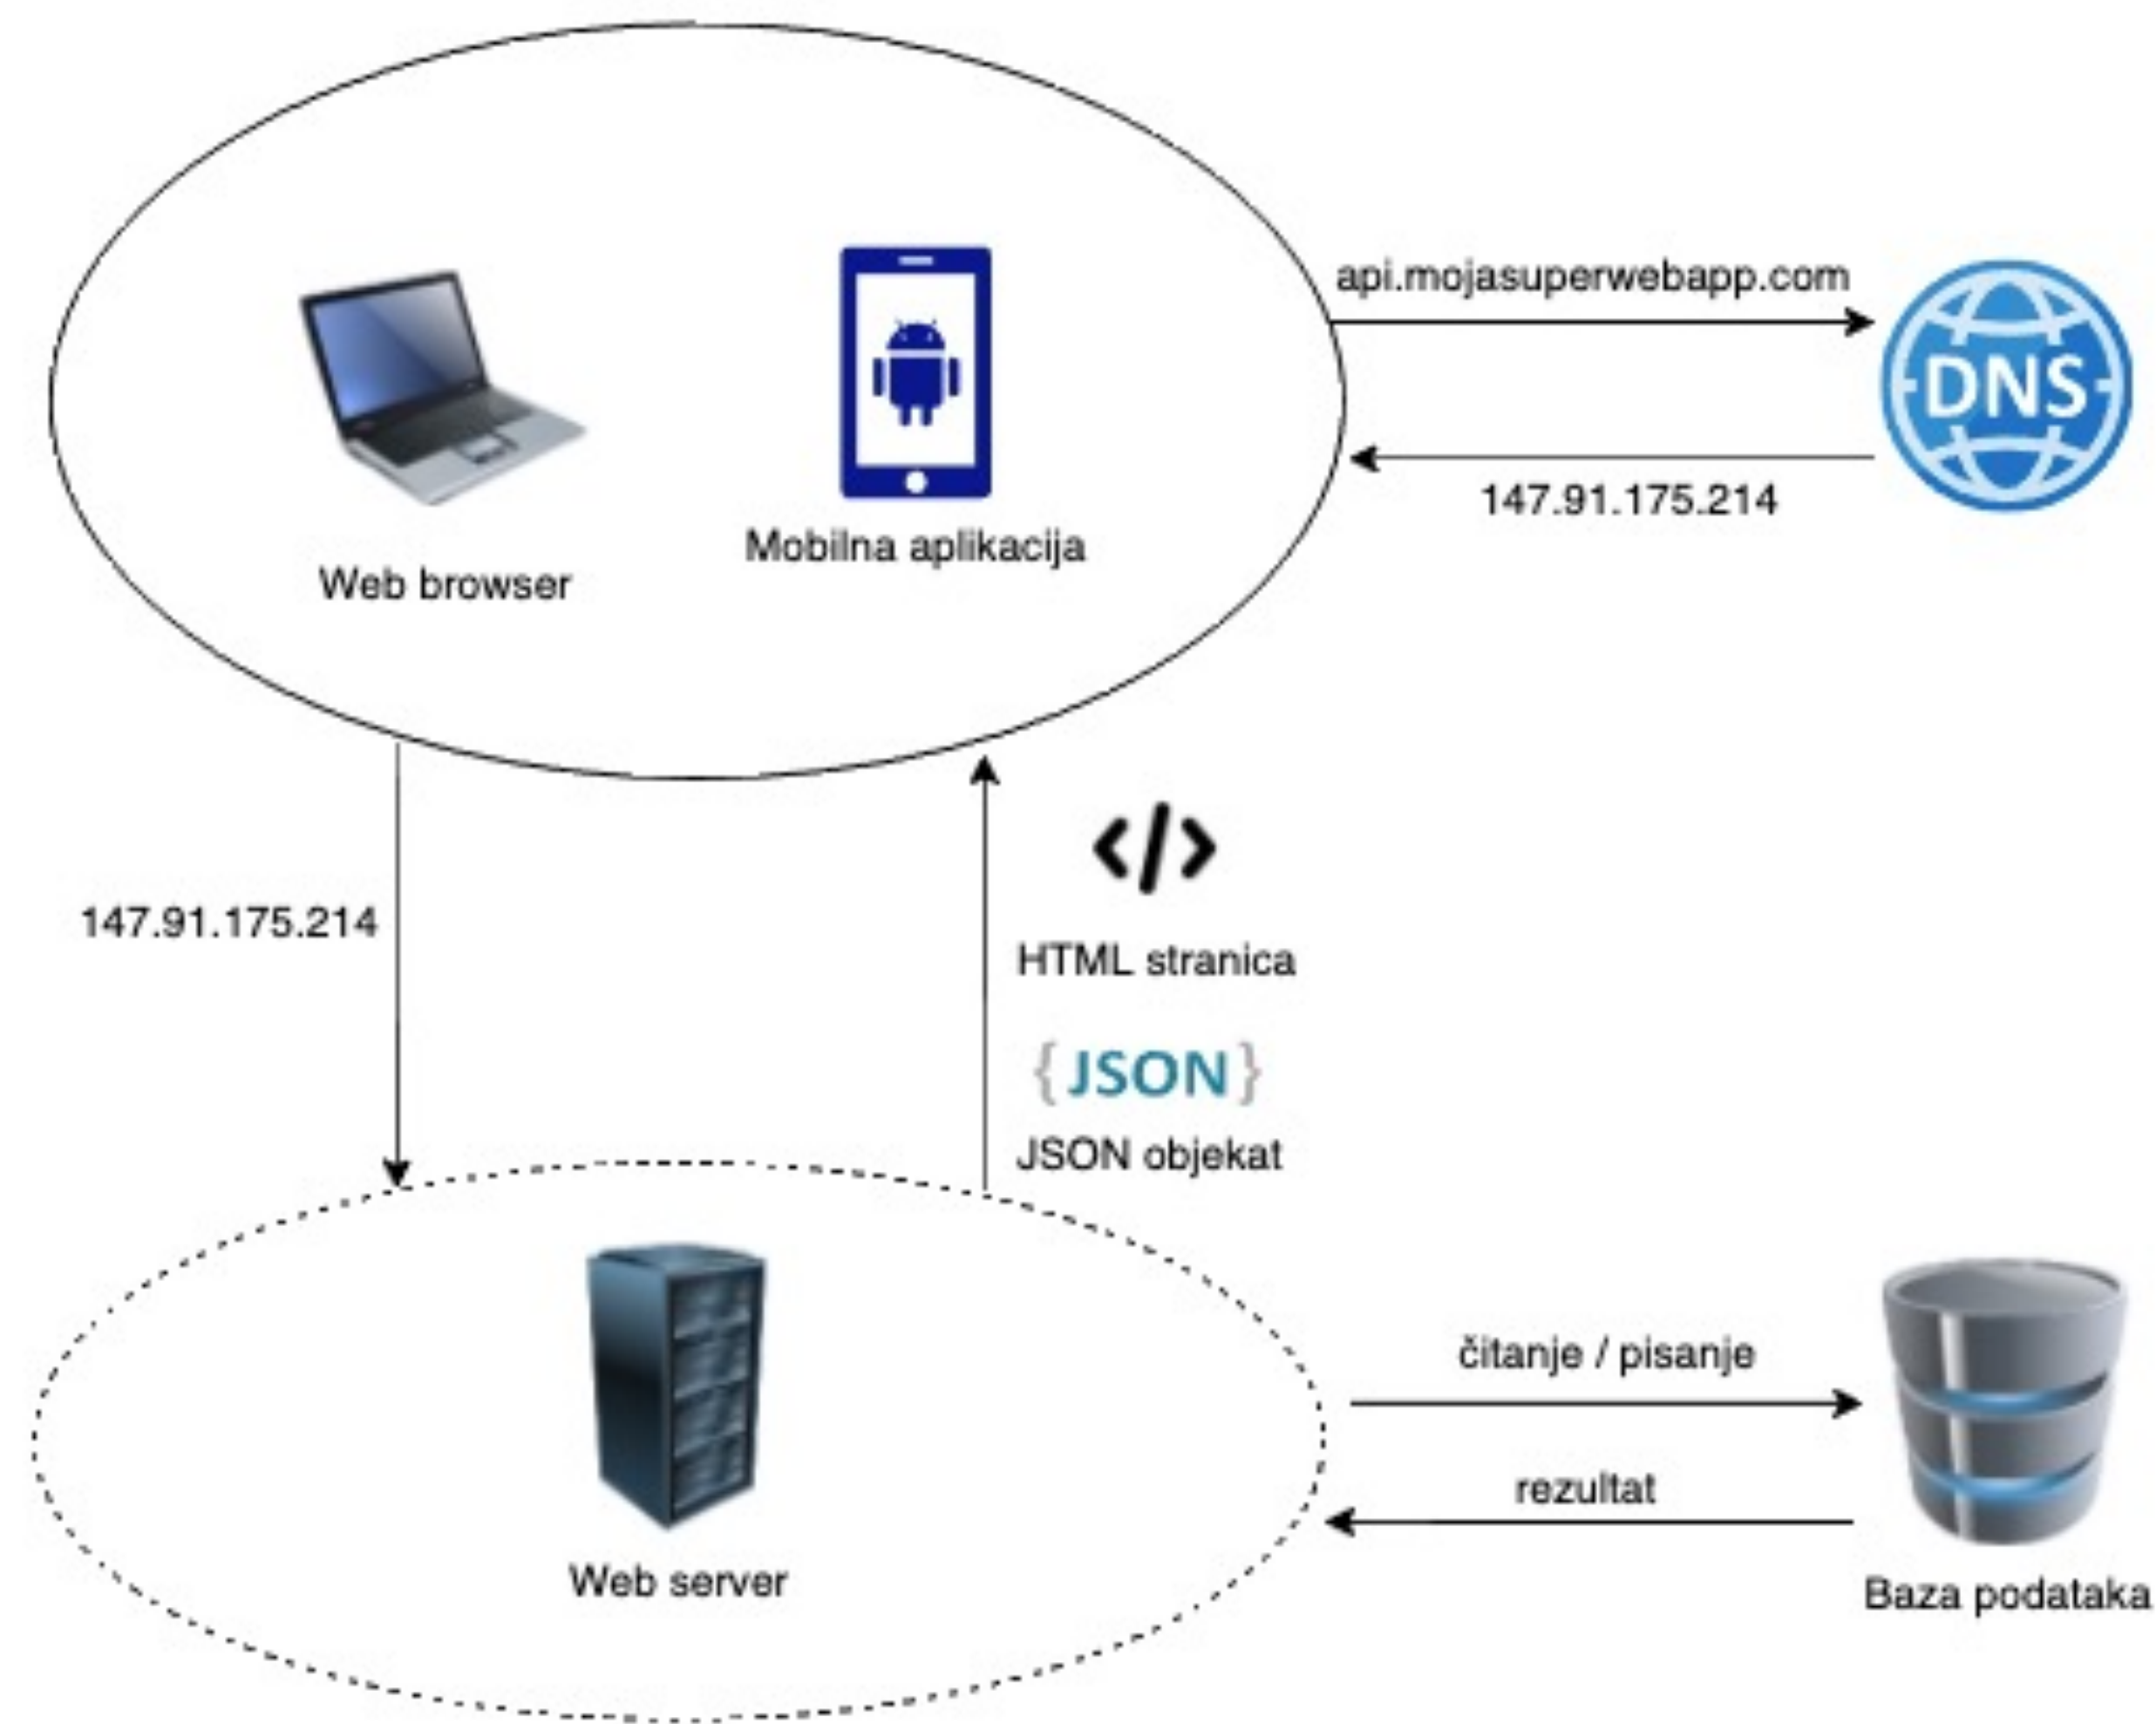 api.mojasuperwebapp.com
DNS
147.91.175.214
Mobilna aplikacija
Web browser
</>
147.91.175.214
HTML stranica
{JSON}
JSON objekat
čitanje / pisanje
rezultat
Web server
Baza podataka